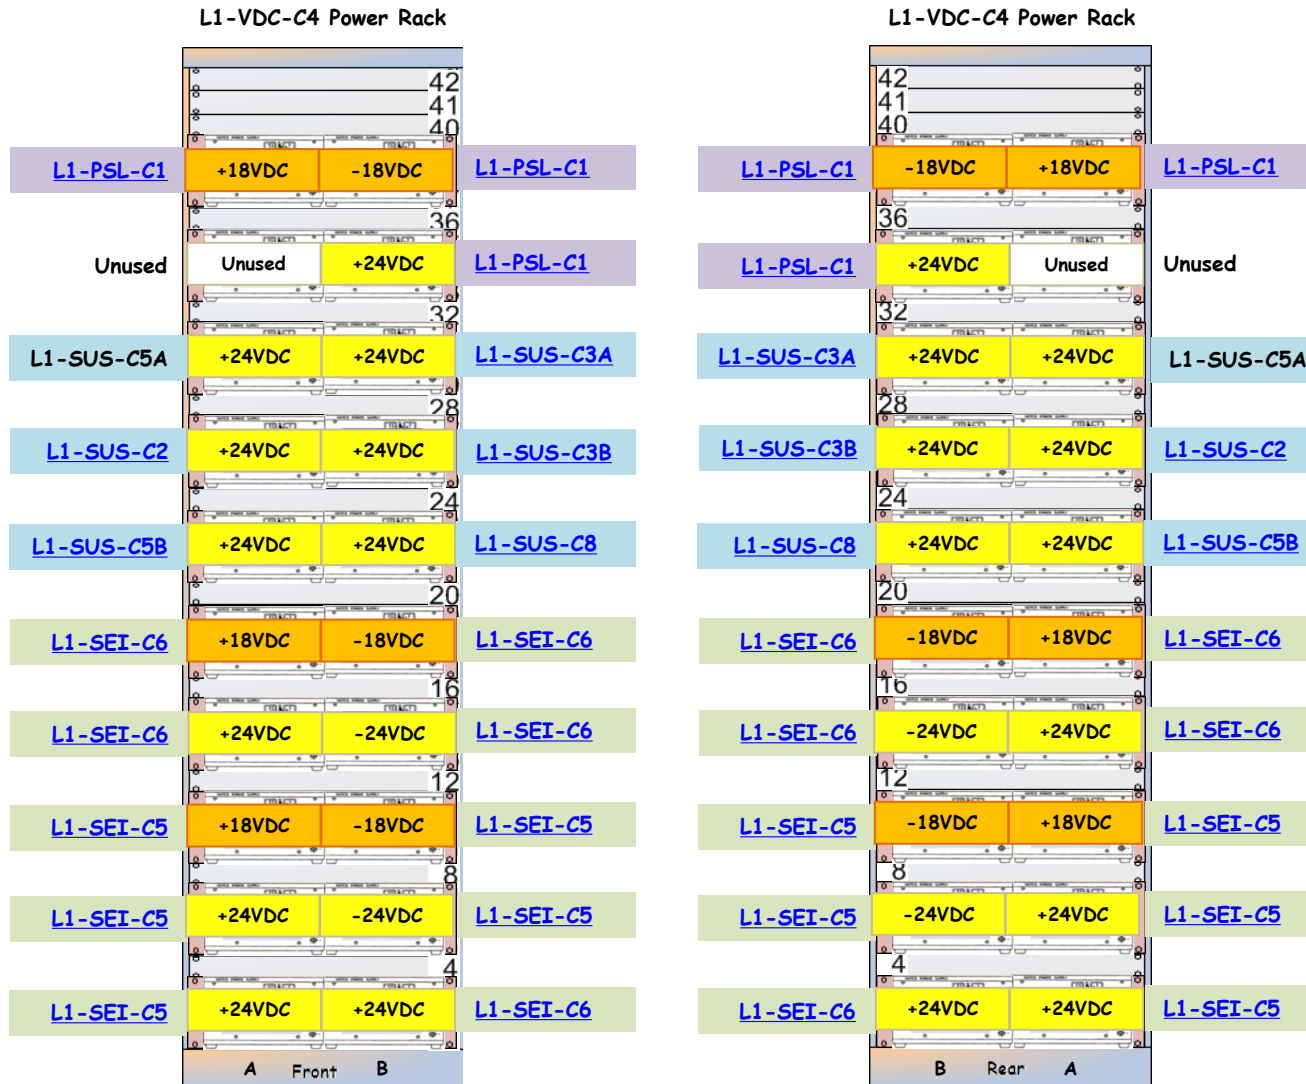 L1-VDC-C4 Power Rack
42
41
40
L1-PSL-C1 +18VDC -18VDC L1-PSL-C1
36
Unused Unused +24VDC L1-PSL-C1
32
L1-SUS-C5A +24VDC +24VDC L1-SUS-C3A
28
L1-SUS-C2 +24VDC +24VDC L1-SUS-C3B
24
L1-SUS-C5B +24VDC +24VDC L1-SUS-C8
20
L1-SEI-C6 +18VDC -18VDC L1-SEI-C6
16
L1-SEI-C6 +24VDC -24VDC L1-SEI-C6
12
L1-SEI-C5 +18VDC -18VDC L1-SEI-C5
8
L1-SEI-C5 +24VDC -24VDC L1-SEI-C5
4
L1-SEI-C5 +24VDC +24VDC L1-SEI-C6
A Front B
L1-VDC-C4 Power Rack
42
41
40
L1-PSL-C1 -18VDC +18VDC L1-PSL-C1
36
L1-PSL-C1 +24VDC Unused Unused
32
L1-SUS-C3A +24VDC +24VDC L1-SUS-C5A
28
L1-SUS-C3B +24VDC +24VDC L1-SUS-C2
24
L1-SUS-C8 +24VDC +24VDC L1-SUS-C5B
20
L1-SEI-C6 -18VDC +18VDC L1-SEI-C6
16
L1-SEI-C6 -24VDC +24VDC L1-SEI-C6
12
L1-SEI-C5 -18VDC +18VDC L1-SEI-C5
8
L1-SEI-C5 -24VDC +24VDC L1-SEI-C5
4
L1-SEI-C6 +24VDC +24VDC L1-SEI-C5
B Rear A